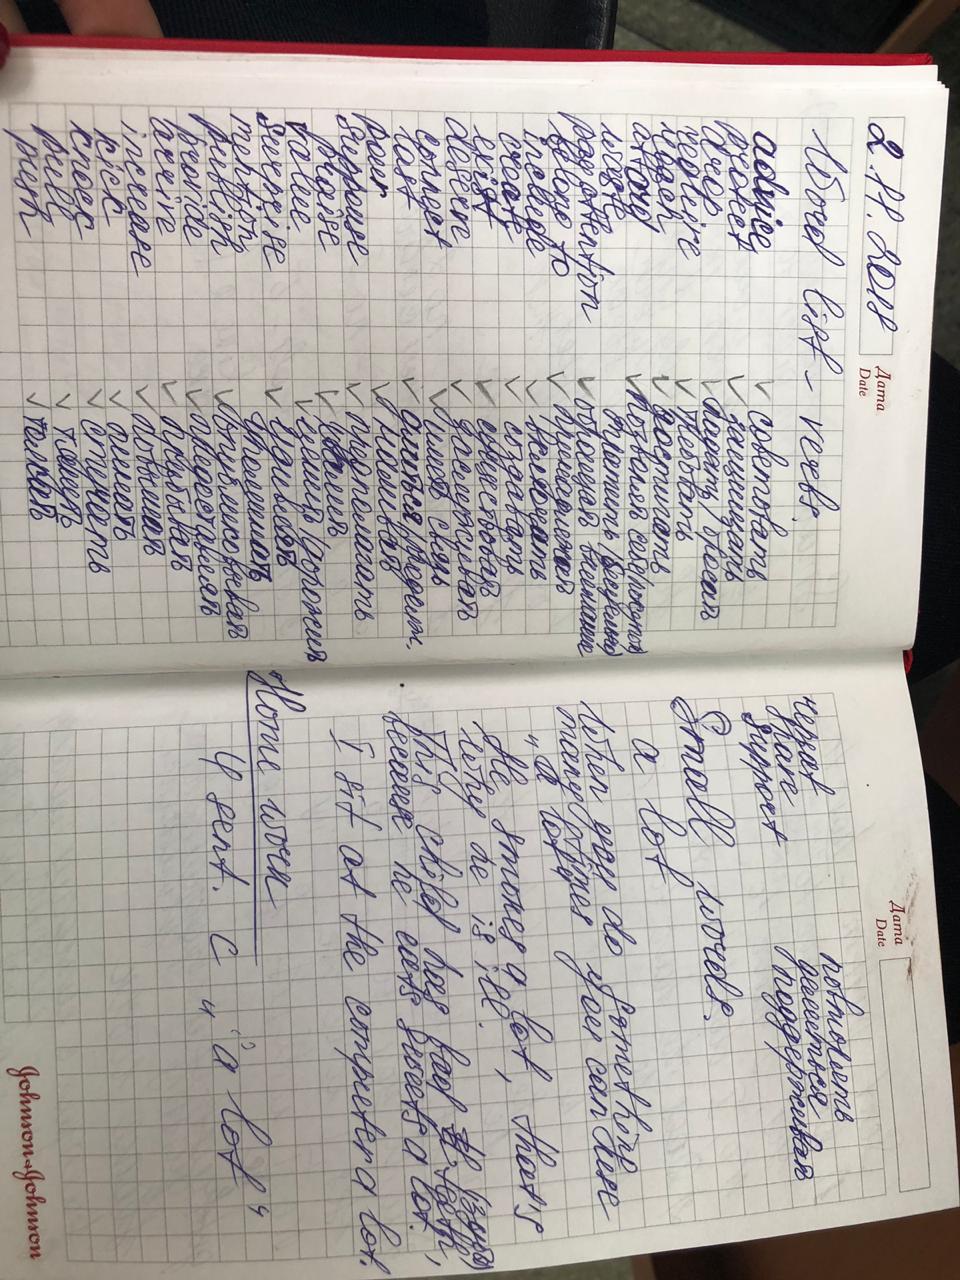 2.11.2018
Дата
Date
Word list - verbs.
advice ✓ советовать
protect ✓ защищать
drop ✓ падать/бросать
require ✓ требовать
reach ✓ достигать
afford ✓ позволять себе(покупок)
waste тратить(бесцельно)
pay attention ✓ обращать внимание
belong to ✓ принадлежать
include ✓ включать
create ✓ создавать
exist ✓ существовать
deserve ✓ заслуживать
connect ✓ иметь связь
last ✓ длиться/продолж.
pour ✓ наливать
suppouse ✓ предполагать
praise ✓ хвалить
value ✓ ценить/дорожить
surprise ✓ удивлять
mention упоминать
publish ✓ опубликовывать
provide ✓ предоставлять
arrive ✓ прибывать
increase ✓ повышать
kick ✓ пинать
knock ✓ стучать
pull ✓ тянуть
push ✓ толкать
Дата
Date
repeat повторять
share делиться
support поддерживать
Small words.
a lot
When you do something
many times you can use
„a lot"
He smokes a lot, that's
why he is ill.
This child has bad teeth, (зубы)
because he eats sweets a lot.
I sit at the computer a lot.
Home work
4 sent. с „a lot"
Johnson & Johnson